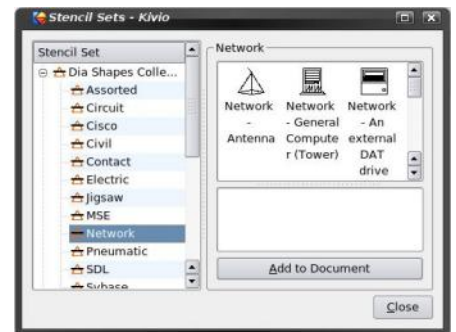 Stencil Sets - Kivio
Stencil Set
Dia Shapes Colle...
Assorted
Circuit
Cisco
Civil
Contact
Electric
Jigsaw
MSE
Network
Pneumatic
SDL
Sybase
Network
Network
-
Antenna
Network
- General
Compute
r (Tower)
Network
- An
external
DAT
drive
Add to Document
Close